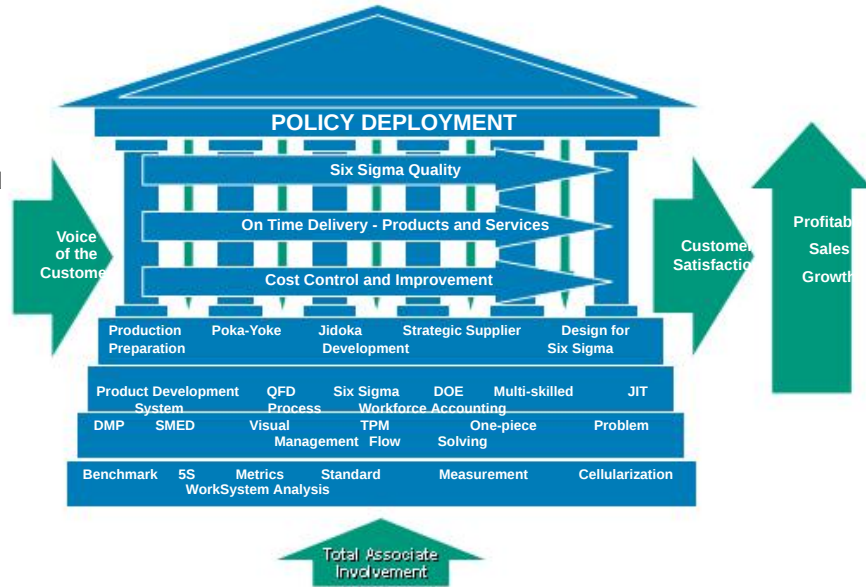 POLICY DEPLOYMENT
Six Sigma Quality
On Time Delivery - Products and Services
Cost Control and Improvement
Voice
of the
Custome
Customer
Satisfaction
Profitab
Sales
Growth
Production Poka-Yoke Jidoka Strategic Supplier Design for
Preparation Development Six Sigma
Product Development QFD Six Sigma DOE Multi-skilled JIT
System Process Workforce Accounting
DMP SMED Visual TPM One-piece Problem
Management Flow Solving
Benchmark 5S Metrics Standard Measurement Cellularization
WorkSystem Analysis
Total Associate
Involvement